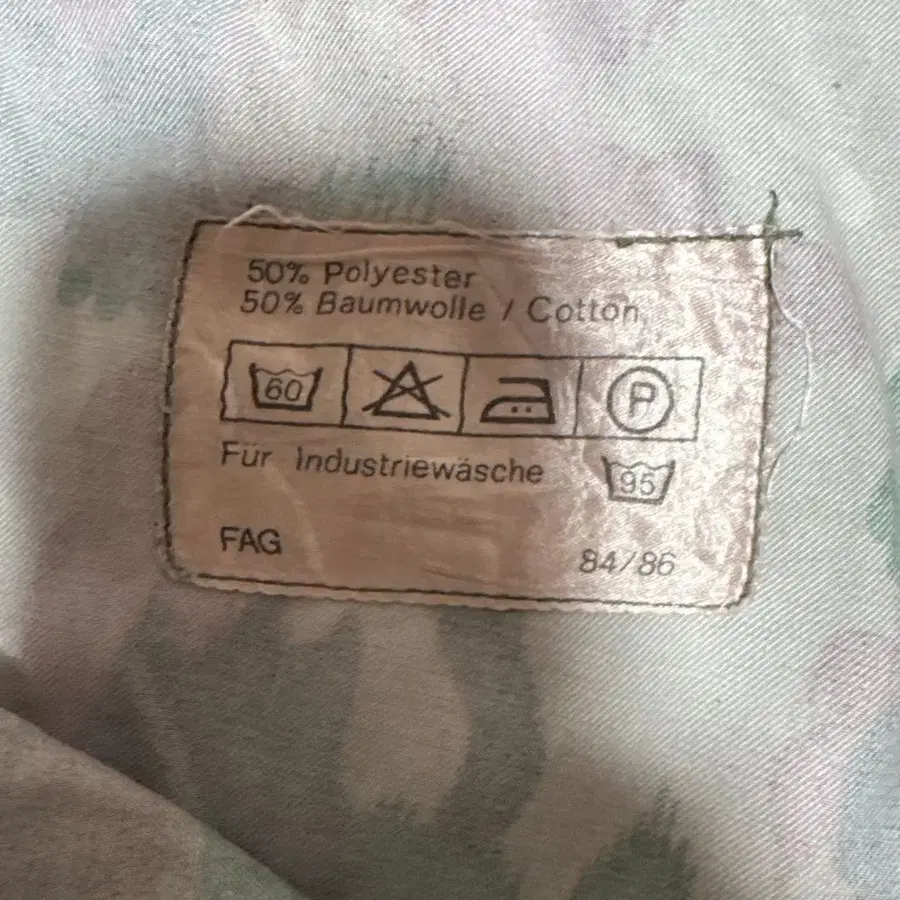 50% Polyester
50% Baumwolle / Cotton
60 P
Für Industriewäsche 95
FAG 84/86